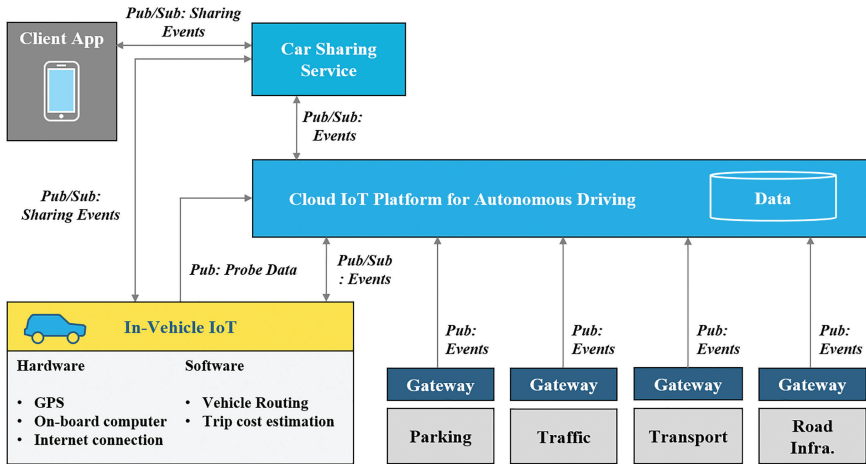 Client App
Pub/Sub: Sharing
Events
Car Sharing
Service
Pub/Sub:
Events
Pub/Sub:
Sharing Events
Cloud IoT Platform for Autonomous Driving
Data
Pub: Probe Data
Pub/Sub
: Events
In-Vehicle IoT
Hardware
• GPS
• On-board computer
• Internet connection
Software
• Vehicle Routing
• Trip cost estimation
Pub:
Events
Pub:
Events
Pub:
Events
Pub:
Events
Gateway
Gateway
Gateway
Gateway
Parking
Traffic
Transport
Road
Infra.